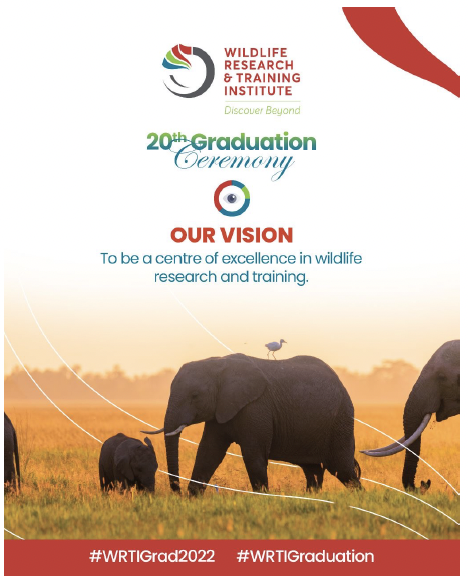 WILDLIFE
RESEARCH
& TRAINING
INSTITUTE
Discover Beyond
20th Graduation
Ceremony
OUR VISION
To be a centre of excellence in wildlife
research and training.
#WRTIGrad2022 #WRTIGraduation